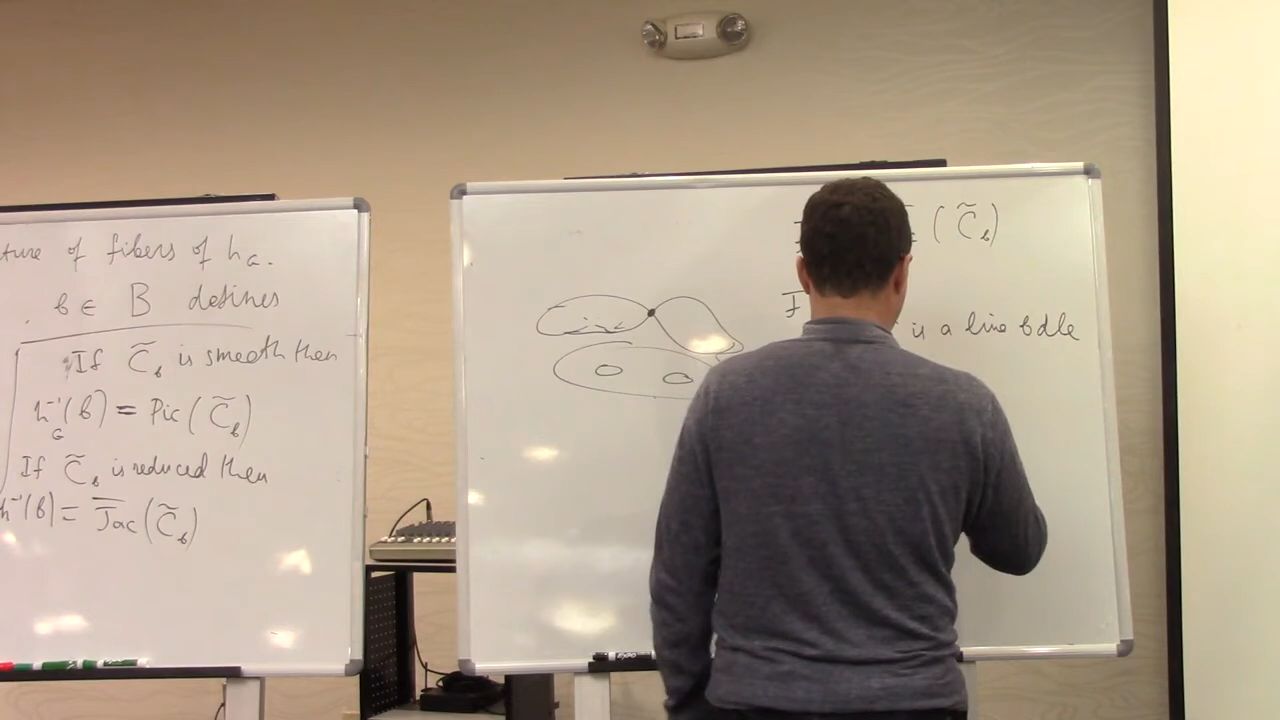 ture of fibers of h_G.
b ∈ B defines
If C̃_b is smooth then
h_G^{-1}(b) = Pic(C̃_b)
If C̃_b is reduced then
h^{-1}(b) = J̄ac(C̃_b)
(C̃_b)
is a line bdle
EXPO